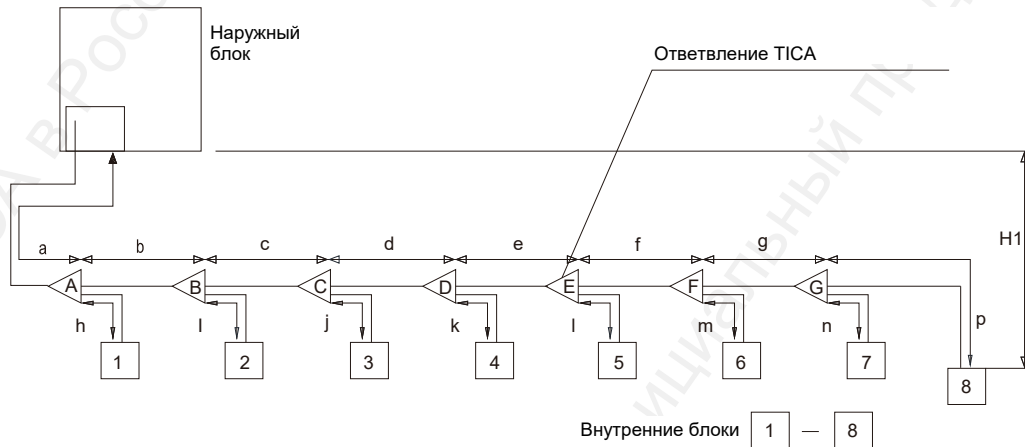 Наружный
блок
Ответвление TICA
a b c d e f g H1
A B C D E F G
h I j k l m n p
1 2 3 4 5 6 7 8
Внутренние блоки 1 — 8